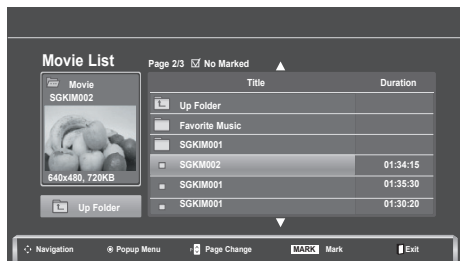 Movie List
Page 2/3 No Marked
Movie
SGKIM002
640x480, 720KB
Up Folder
Title Duration
Up Folder
Favorite Music
SGKIM001
SGKM002 01:34:15
SGKIM001 01:35:30
SGKIM001 01:30:20
Navigation Popup Menu Page Change MARK Mark Exit